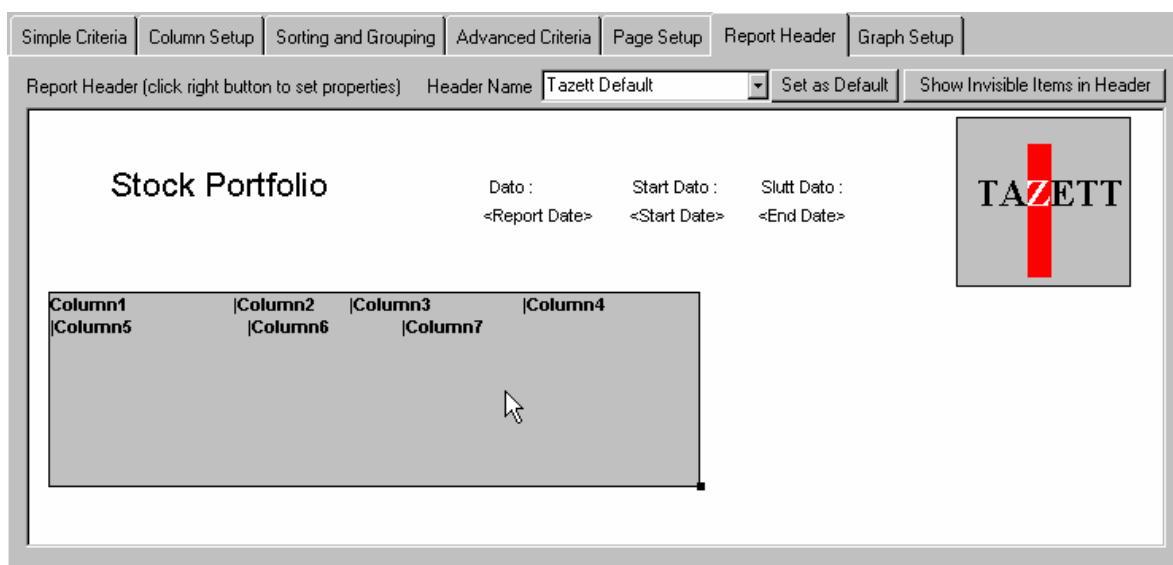 Simple Criteria Column Setup Sorting and Grouping Advanced Criteria Page Setup Report Header Graph Setup
Report Header (click right button to set properties) Header Name Tazett Default Set as Default Show Invisible Items in Header
Stock Portfolio
Dato : Start Dato : Slutt Dato :
<Report Date> <Start Date> <End Date>
TAZETT
Column1 |Column2 |Column3 |Column4
|Column5 |Column6 |Column7